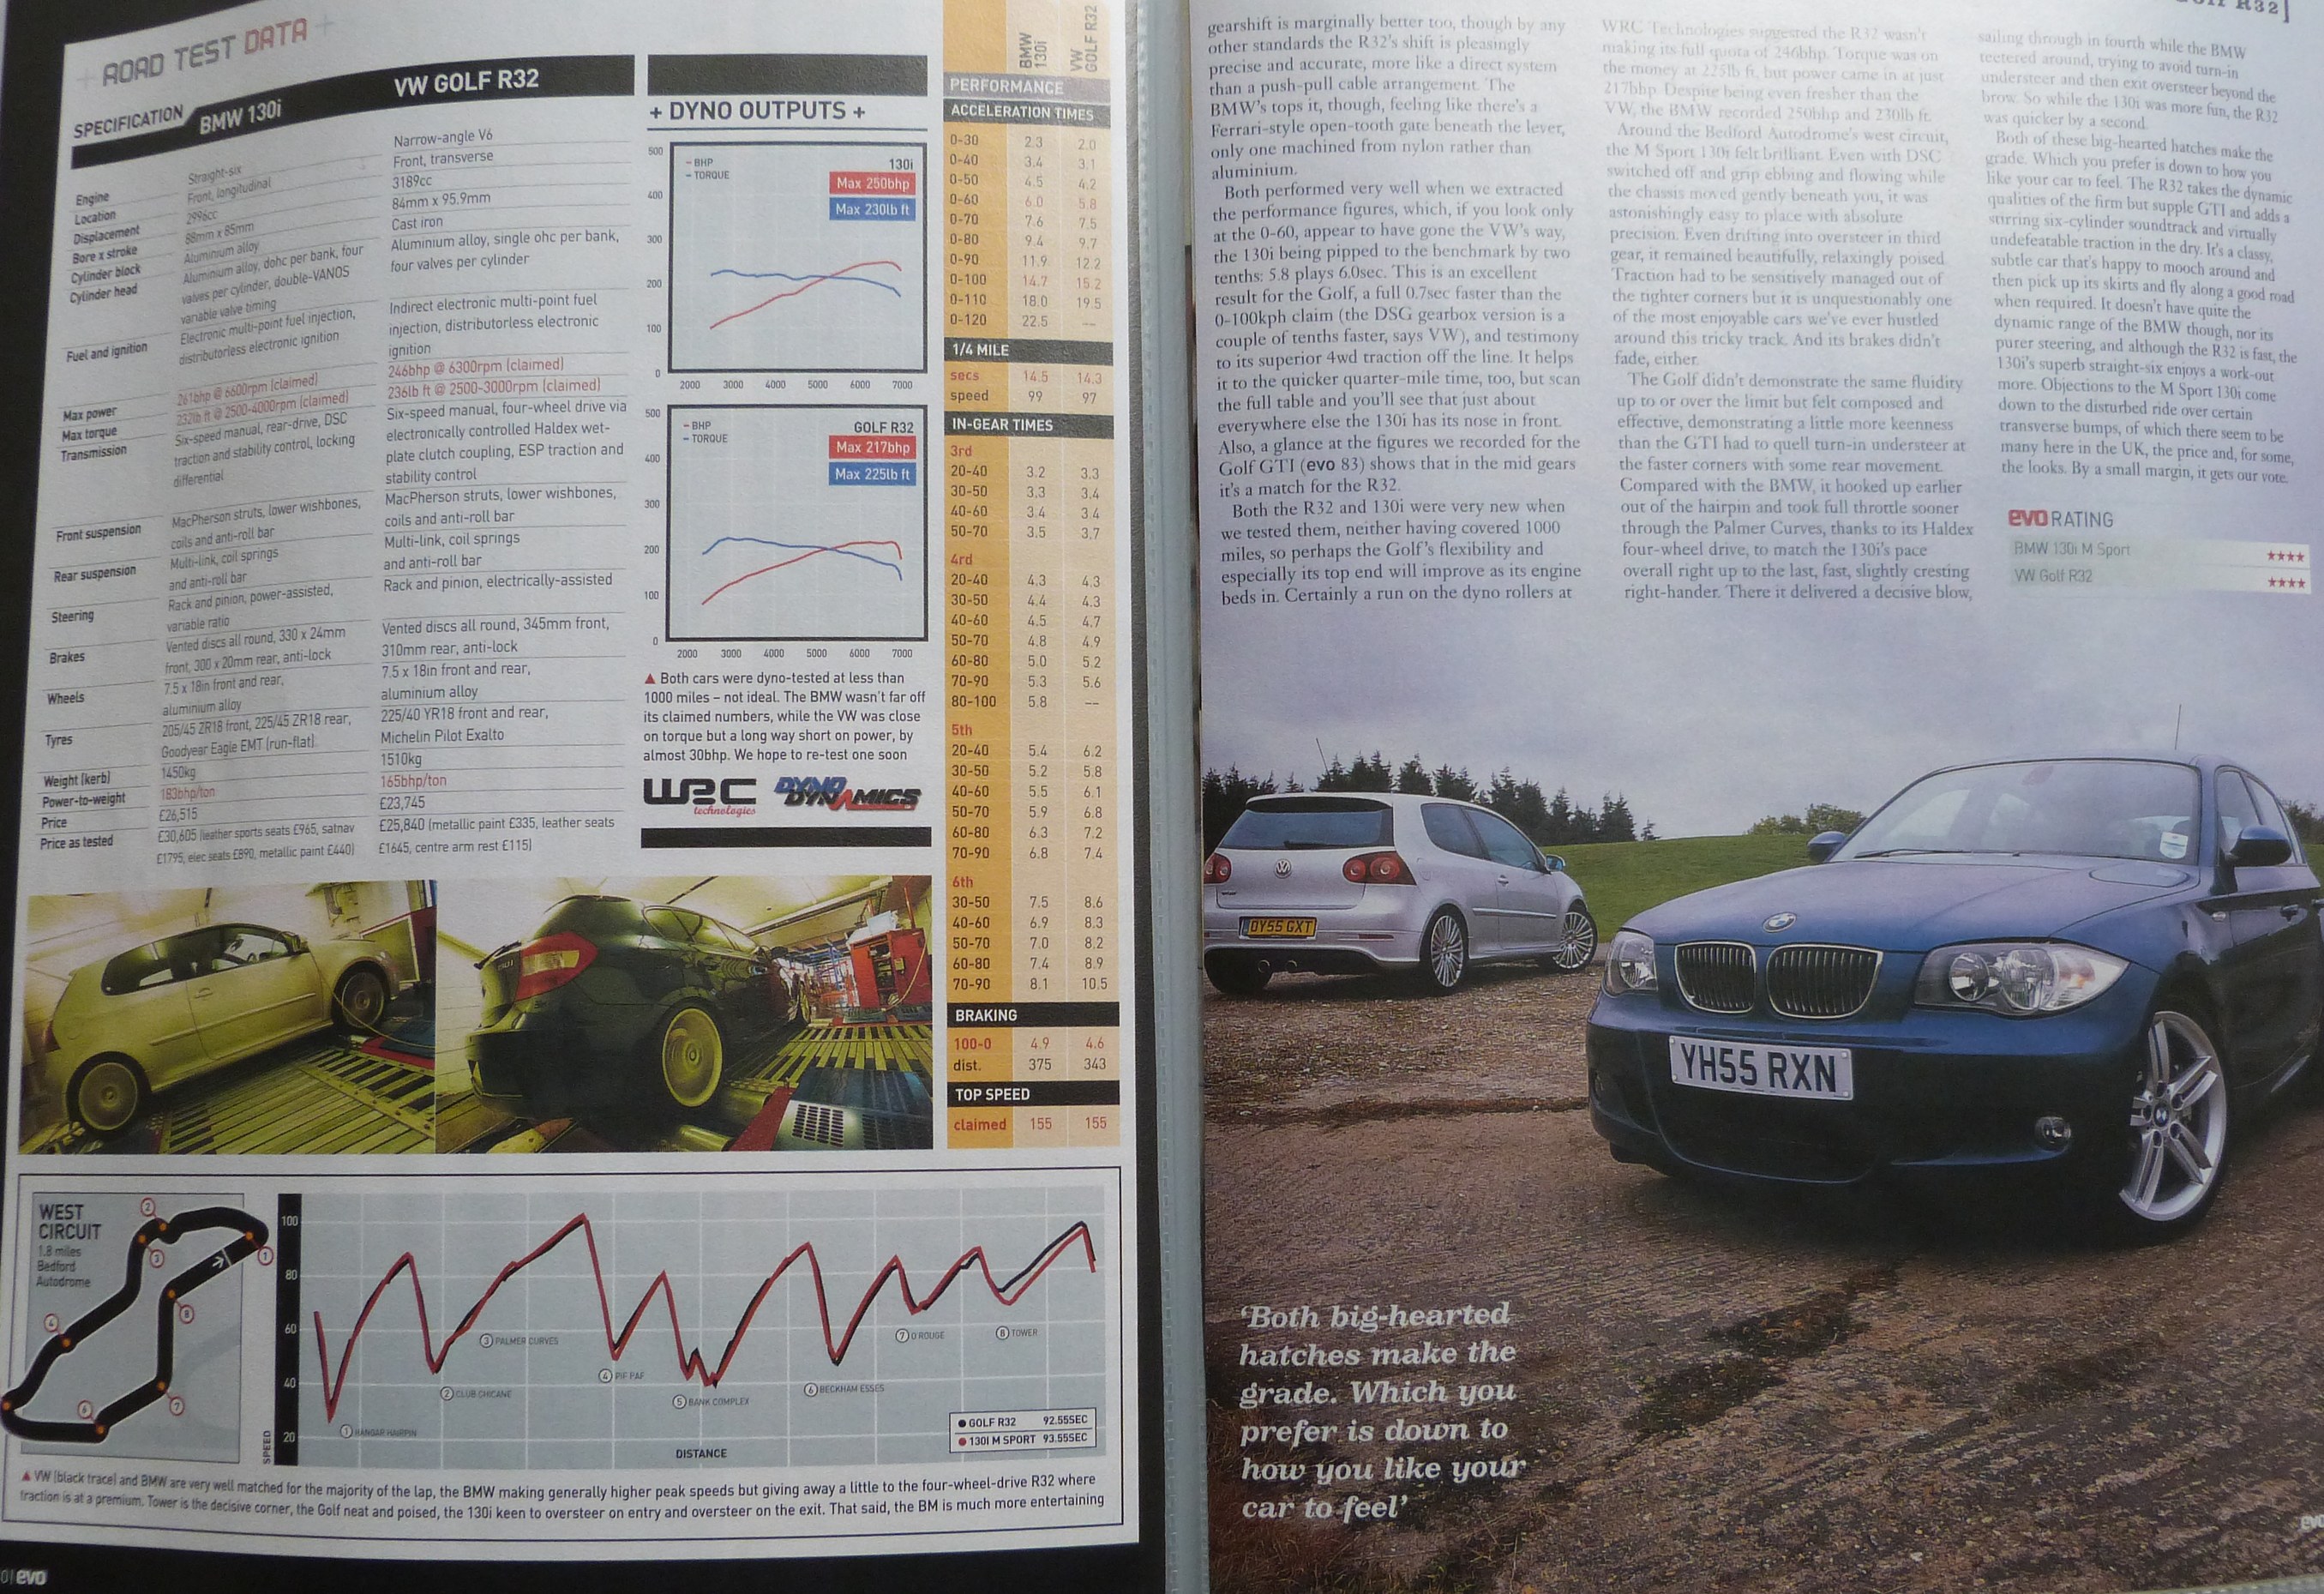 ROAD TEST DATA
SPECIFICATION BMW 130i VW GOLF R32
Engine Straight-six Narrow-angle V6
Location Front, longitudinal Front, transverse
Displacement 2996cc 3189cc
Bore x stroke 88mm x 85mm 84mm x 95.9mm
Cylinder block Aluminium alloy Cast iron
Cylinder head Aluminium alloy, dohc per bank, four
valves per cylinder, double-VANOS
variable valve timing
Aluminium alloy, single ohc per bank,
four valves per cylinder
Fuel and ignition Electronic multi-point fuel injection,
distributorless electronic ignition
Indirect electronic multi-point fuel
injection, distributorless electronic
ignition
Max power 261bhp @ 6600rpm (claimed) 246bhp @ 6300rpm (claimed)
Max torque 232lb ft @ 2500-4000rpm (claimed) 236lb ft @ 2500-3000rpm (claimed)
Transmission Six-speed manual, rear-drive, DSC
traction and stability control, locking
differential
Six-speed manual, four-wheel drive via
electronically controlled Haldex wet-
plate clutch coupling, ESP traction and
stability control
Front suspension MacPherson struts, lower wishbones,
coils and anti-roll bar
MacPherson struts, lower wishbones,
coils and anti-roll bar
Rear suspension Multi-link, coil springs
and anti-roll bar
Multi-link, coil springs
and anti-roll bar
Steering Rack and pinion, power-assisted,
variable ratio
Rack and pinion, electrically-assisted
Brakes Vented discs all round, 330 x 24mm
front, 300 x 20mm rear, anti-lock
Vented discs all round, 345mm front,
310mm rear, anti-lock
Wheels 7.5 x 18in front and rear,
aluminium alloy
7.5 x 18in front and rear,
aluminium alloy
Tyres 205/45 ZR18 front, 225/45 ZR18 rear,
Goodyear Eagle EMT (run-flat)
225/40 YR18 front and rear,
Michelin Pilot Exalto
Weight (kerb) 1450kg 1510kg
Power-to-weight 183bhp/ton 165bhp/ton
Price £26,515 £23,745
Price as tested £30,605 (leather sports seats £965, satnav
£1795, elec seats £890, metallic paint £440)
£25,840 (metallic paint £335, leather seats
£1645, centre arm rest £115)
+ DYNO OUTPUTS +
500
400
300
200
100
0
- BHP
- TORQUE
130i
Max 250bhp
Max 230lb ft
2000 3000 4000 5000 6000 7000
500
400
300
200
100
0
- BHP
- TORQUE
GOLF R32
Max 217bhp
Max 225lb ft
2000 3000 4000 5000 6000 7000
▲ Both cars were dyno-tested at less than
1000 miles – not ideal. The BMW wasn't far off
its claimed numbers, while the VW was close
on torque but a long way short on power, by
almost 30bhp. We hope to re-test one soon
WRC technologies
DYNO DYNAMICS
BMW 130i VW GOLF R32
PERFORMANCE
ACCELERATION TIMES
0-30 2.3 2.0
0-40 3.4 3.1
0-50 4.5 4.2
0-60 6.0 5.8
0-70 7.6 7.5
0-80 9.4 9.7
0-90 11.9 12.2
0-100 14.7 15.2
0-110 18.0 19.5
0-120 22.5 --
1/4 MILE
secs 14.5 14.3
speed 99 97
IN-GEAR TIMES
3rd
20-40 3.2 3.3
30-50 3.3 3.4
40-60 3.4 3.4
50-70 3.5 3.7
4rd
20-40 4.3 4.3
30-50 4.4 4.3
40-60 4.5 4.7
50-70 4.8 4.9
60-80 5.0 5.2
70-90 5.3 5.6
80-100 5.8 --
5th
20-40 5.4 6.2
30-50 5.2 5.8
40-60 5.5 6.1
50-70 5.9 6.8
60-80 6.3 7.2
70-90 6.8 7.4
6th
30-50 7.5 8.6
40-60 6.9 8.3
50-70 7.0 8.2
60-80 7.4 8.9
70-90 8.1 10.5
BRAKING
100-0 4.9 4.6
dist. 375 343
TOP SPEED
claimed 155 155
WEST
CIRCUIT
1.8 miles
Bedford
Autodrome
1
2
3
4
6
7
8
100
80
60
40
20
SPEED
1 HANGAR HAIRPIN
2 CLUB CHICANE
3 PALMER CURVES
4 PIF PAF
5 BANK COMPLEX
6 BECKHAM ESSES
7 O ROUGE
8 TOWER
DISTANCE
● GOLF R32 92.55SEC
● 130I M SPORT 93.55SEC
▲ VW (black trace) and BMW are very well matched for the majority of the lap, the BMW making generally higher peak speeds but giving away a little to the four-wheel-drive R32 where
traction is at a premium. Tower is the decisive corner, the Golf neat and poised, the 130i keen to oversteer on entry and oversteer on the exit. That said, the BM is much more entertaining
evo
R32]
gearshift is marginally better too, though by any
other standards the R32's shift is pleasingly
precise and accurate, more like a direct system
than a push-pull cable arrangement. The
BMW's tops it, though, feeling like there's a
Ferrari-style open-tooth gate beneath the lever,
only one machined from nylon rather than
aluminium.
Both performed very well when we extracted
the performance figures, which, if you look only
at the 0-60, appear to have gone the VW's way,
the 130i being pipped to the benchmark by two
tenths: 5.8 plays 6.0sec. This is an excellent
result for the Golf, a full 0.7sec faster than the
0-100kph claim (the DSG gearbox version is a
couple of tenths faster, says VW), and testimony
to its superior 4wd traction off the line. It helps
it to the quicker quarter-mile time, too, but scan
the full table and you'll see that just about
everywhere else the 130i has its nose in front.
Also, a glance at the figures we recorded for the
Golf GTI (evo 83) shows that in the mid gears
it's a match for the R32.
Both the R32 and 130i were very new when
we tested them, neither having covered 1000
miles, so perhaps the Golf's flexibility and
especially its top end will improve as its engine
beds in. Certainly a run on the dyno rollers at
WRC Technologies suggested the R32 wasn't
making its full quota of 246bhp. Torque was on
the money at 225lb ft, but power came in at just
217bhp. Despite being even fresher than the
VW, the BMW recorded 250bhp and 230lb ft.
Around the Bedford Autodrome's west circuit,
the M Sport 130i felt brilliant. Even with DSC
switched off and grip ebbing and flowing while
the chassis moved gently beneath you, it was
astonishingly easy to place with absolute
precision. Even drifting into oversteer in third
gear, it remained beautifully, relaxingly poised.
Traction had to be sensitively managed out of
the tighter corners but it is unquestionably one
of the most enjoyable cars we've ever hustled
around this tricky track. And its brakes didn't
fade, either.
The Golf didn't demonstrate the same fluidity
up to or over the limit but felt composed and
effective, demonstrating a little more keenness
than the GTI had to quell turn-in understeer at
the faster corners with some rear movement.
Compared with the BMW, it hooked up earlier
out of the hairpin and took full throttle sooner
through the Palmer Curves, thanks to its Haldex
four-wheel drive, to match the 130i's pace
overall right up to the last, fast, slightly cresting
right-hander. There it delivered a decisive blow,
sailing through in fourth while the BMW
teetered around, trying to avoid turn-in
understeer and then exit oversteer beyond the
brow. So while the 130i was more fun, the R32
was quicker by a second.
Both of these big-hearted hatches make the
grade. Which you prefer is down to how you
like your car to feel. The R32 takes the dynamic
qualities of the firm but supple GTI and adds a
stirring six-cylinder soundtrack and virtually
undefeatable traction in the dry. It's a classy,
subtle car that's happy to mooch around and
then pick up its skirts and fly along a good road
when required. It doesn't have quite the
dynamic range of the BMW though, nor its
purer steering, and although the R32 is fast, the
130i's superb straight-six enjoys a work-out
more. Objections to the M Sport 130i come
down to the disturbed ride over certain
transverse bumps, of which there seem to be
many here in the UK, the price and, for some,
the looks. By a small margin, it gets our vote.
evo RATING
BMW 130i M Sport ★★★★
VW Golf R32 ★★★★
OY55 GXT
YH55 RXN
'Both big-hearted
hatches make the
grade. Which you
prefer is down to
how you like your
car to feel'
evo